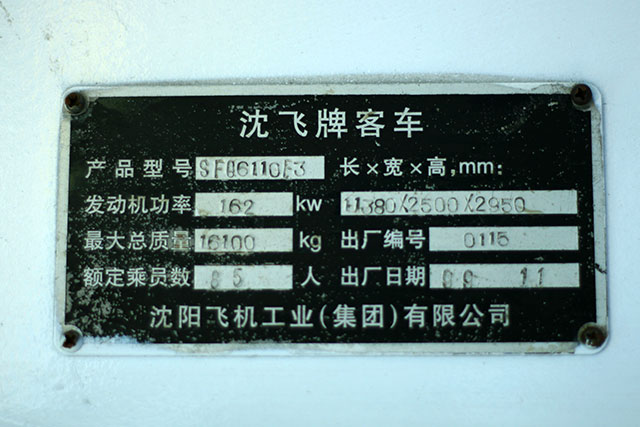 沈飞牌客车
产品型号 SFQ6110F3 长×宽×高,mm:
发动机功率 162 kw 11380X2500X2950
最大总质量 16100 kg 出厂编号 0115
额定乘员数 人 出厂日期 11
沈阳飞机工业(集团)有限公司